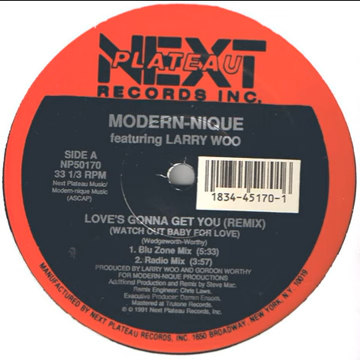 NEXT
PLATEAU
RECORDS INC.
MODERN-NIQUE
featuring LARRY WOO
SIDE A
NP50170
33 1/3 RPM
Next Plateau Music/
Modern-nique Music
(ASCAP)
1834-45170-1
LOVE'S GONNA GET YOU (REMIX)
(WATCH OUT BABY FOR LOVE)
Wedgeworth-Worthy
1. Blu Zone Mix (5:33)
2. Radio Mix (3:57)
PRODUCED BY LARRY WOO AND GORDON WORTHY
FOR MODERN-NIQUE PRODUCTIONS
Additional Production and Remix by Steve Mac.
Remix Engineer: Chris Laws.
Executive Producer: Damen Ersum.
Mastered at Trutone Records.
℗ © 1991 Next Plateau Records, Inc.
MANUFACTURED BY NEXT PLATEAU RECORDS, INC. 1650 BROADWAY, NEW YORK, N.Y. 10019